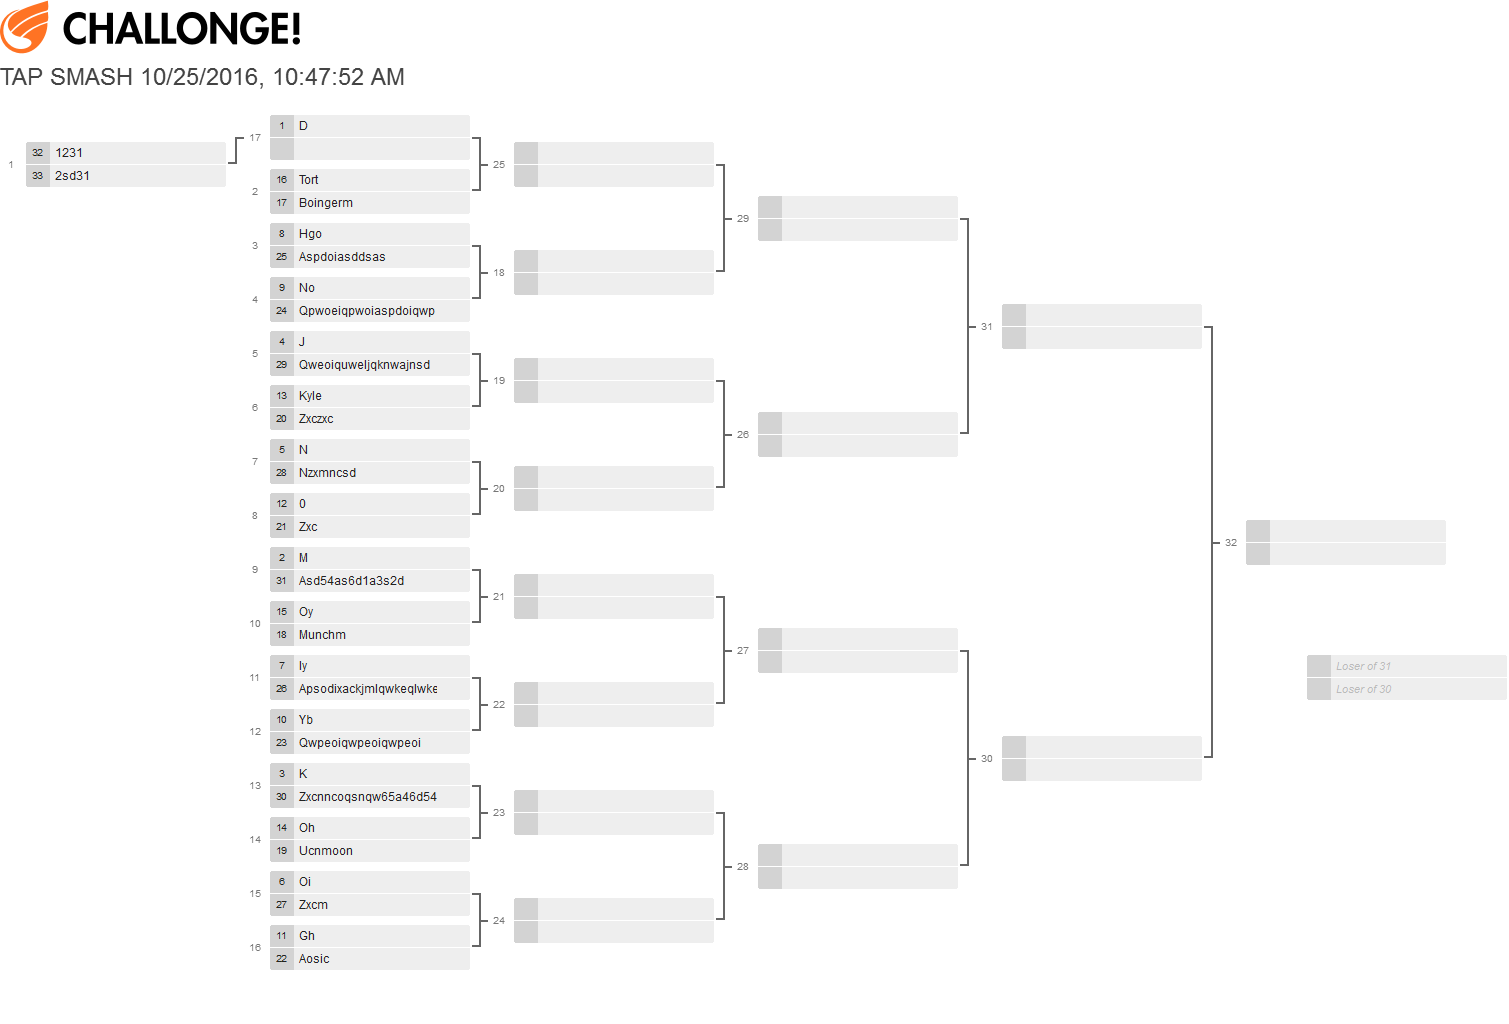 CHALLONGE!
TAP SMASH 10/25/2016, 10:47:52 AM
1
32 1231
33 2sd31
17
1 D
2
16 Tort
17 Boingerm
3
8 Hgo
25 Aspdoiasddsas
4
9 No
24 Qpwoeiqpwoiaspdoiqwp
5
4 J
29 Qweoiquweljqknwajnsd
6
13 Kyle
20 Zxczxc
7
5 N
28 Nzxmncsd
8
12 0
21 Zxc
9
2 M
31 Asd54as6d1a3s2d
10
15 Oy
18 Munchm
11
7 Iy
26 Apsodixackjmlqwkeqlwke
12
10 Yb
23 Qwpeoiqwpeoiqwpeoi
13
3 K
30 Zxcnncoqsnqw65a46d54
14
14 Oh
19 Ucnmoon
15
6 Oi
27 Zxcm
16
11 Gh
22 Aosic
25
18
19
20
21
22
23
24
29
26
27
28
31
30
32
Loser of 31
Loser of 30